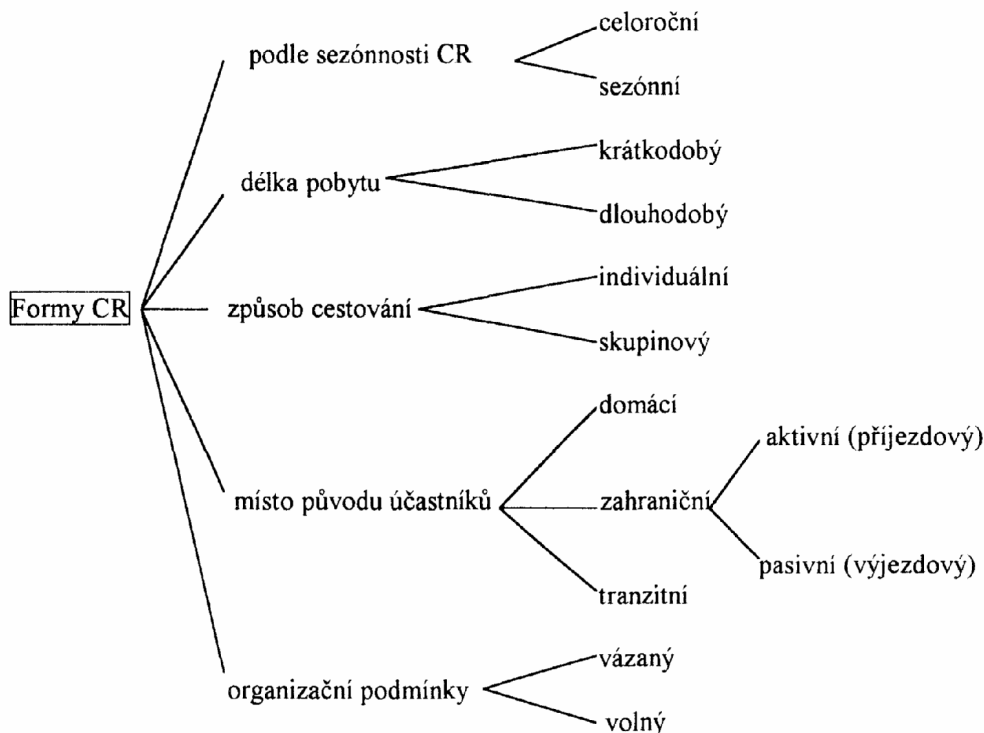 Formy CR
podle sezónnosti CR
celoroční
sezónní
délka pobytu
krátkodobý
dlouhodobý
způsob cestování
individuální
skupinový
místo původu účastníků
domácí
zahraniční
aktivní (příjezdový)
pasivní (výjezdový)
tranzitní
organizační podmínky
vázaný
volný